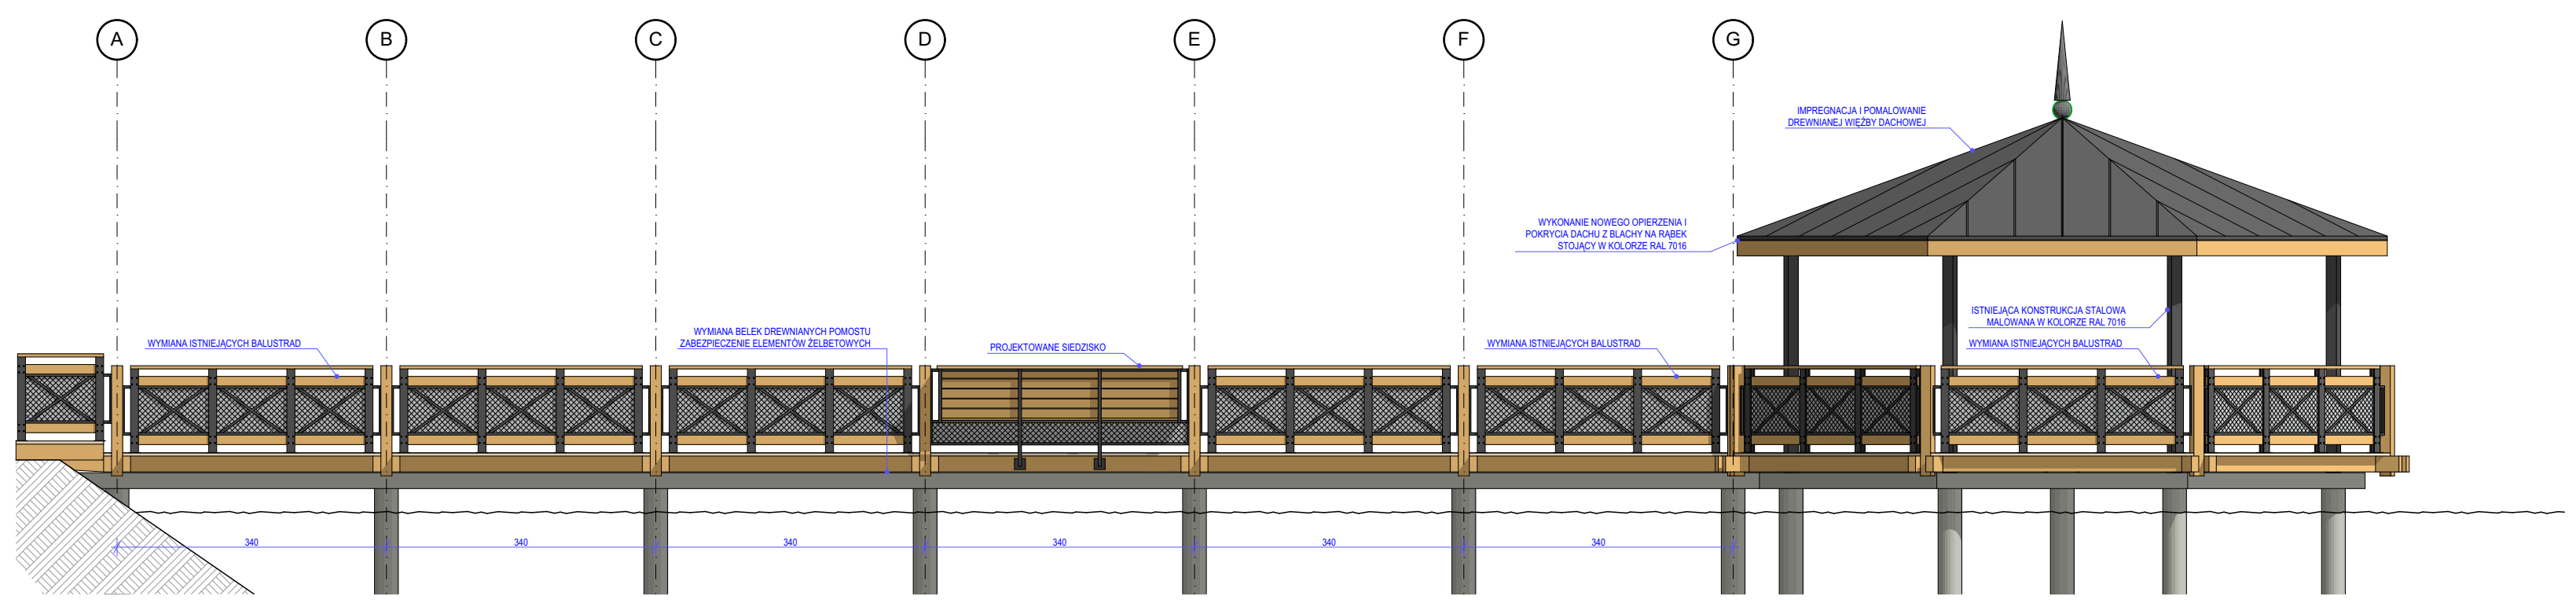 A B C D E F G
IMPREGNACJA I POMALOWANIE
DREWNIANEJ WIĘŹBY DACHOWEJ
WYKONANIE NOWEGO OPIERZENIA I
POKRYCIA DACHU Z BLACHY NA RĄBEK
STOJĄCY W KOLORZE RAL 7016
ISTNIEJĄCA KONSTRUKCJA STALOWA
MALOWANA W KOLORZE RAL 7016
WYMIANA ISTNIEJĄCYCH BALUSTRAD
WYMIANA BELEK DREWNIANYCH POMOSTU
ZABEZPIECZENIE ELEMENTÓW ŻELBETOWYCH
PROJEKTOWANE SIEDZISKO
WYMIANA ISTNIEJĄCYCH BALUSTRAD
WYMIANA ISTNIEJĄCYCH BALUSTRAD
340 340 340 340 340 340